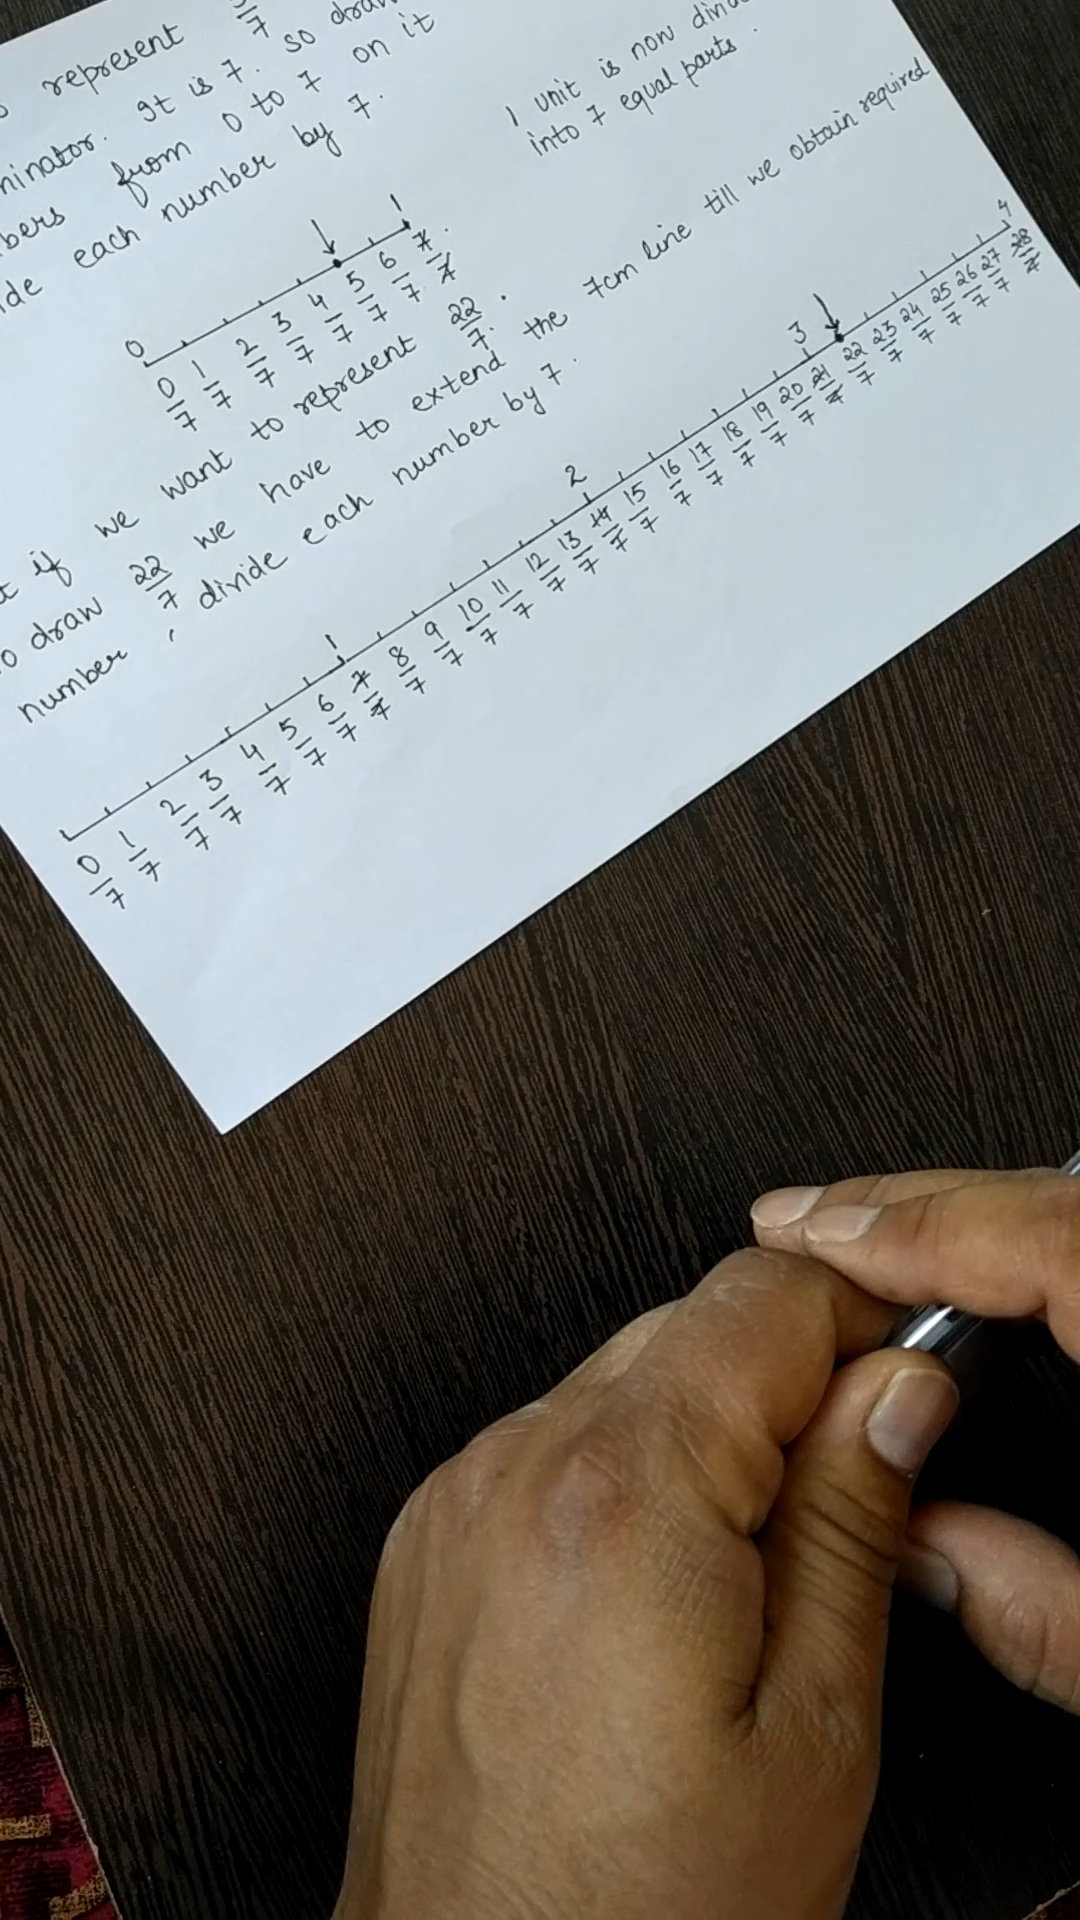 represent 5/7
minator. It is 7. So draw
bers from 0 to 7 on it
ide each number by 7.
1 unit is now divid
into 7 equal parts.
0 1
0/7 1/7 2/7 3/7 4/7 5/7 6/7 7/7.
t if we want to represent 22/7.
o draw 22/7 we have to extend the 7cm line till we obtain required
number, divide each number by 7.
1 2 3 4
0/7 1/7 2/7 3/7 4/7 5/7 6/7 7/7 8/7 9/7 10/7 11/7 12/7 13/7 14/7 15/7 16/7 17/7 18/7 19/7 20/7 21/7 22/7 23/7 24/7 25/7 26/7 27/7 28/7